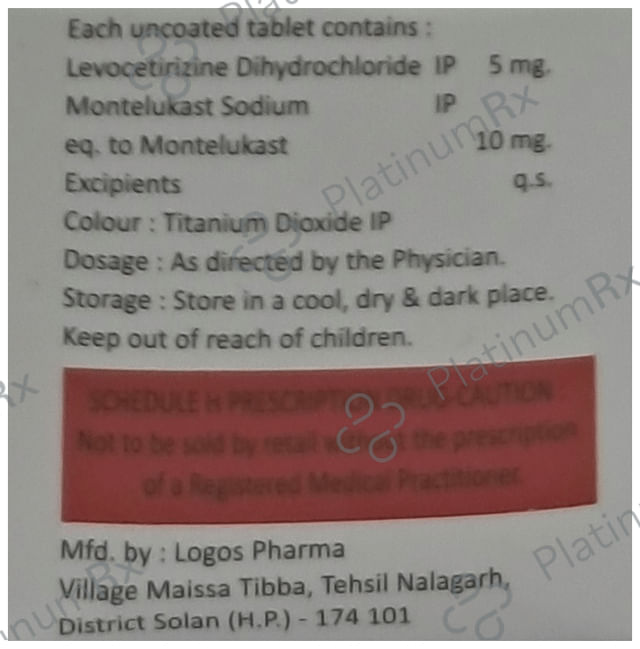 Each uncoated tablet contains :
Levocetirizine Dihydrochloride IP 5 mg.
Montelukast Sodium IP
eq. to Montelukast 10 mg.
Excipients q.s.
Colour : Titanium Dioxide IP
Dosage : As directed by the Physician.
Storage : Store in a cool, dry & dark place.
Keep out of reach of children.
SCHEDULE H PRESCRIPTION DRUG-CAUTION
Not to be sold by retail without the prescription
of a Registered Medical Practitioner.
Mfd. by : Logos Pharma
Village Maissa Tibba, Tehsil Nalagarh,
District Solan (H.P.) - 174 101
PlatinumRx
PlatinumRx